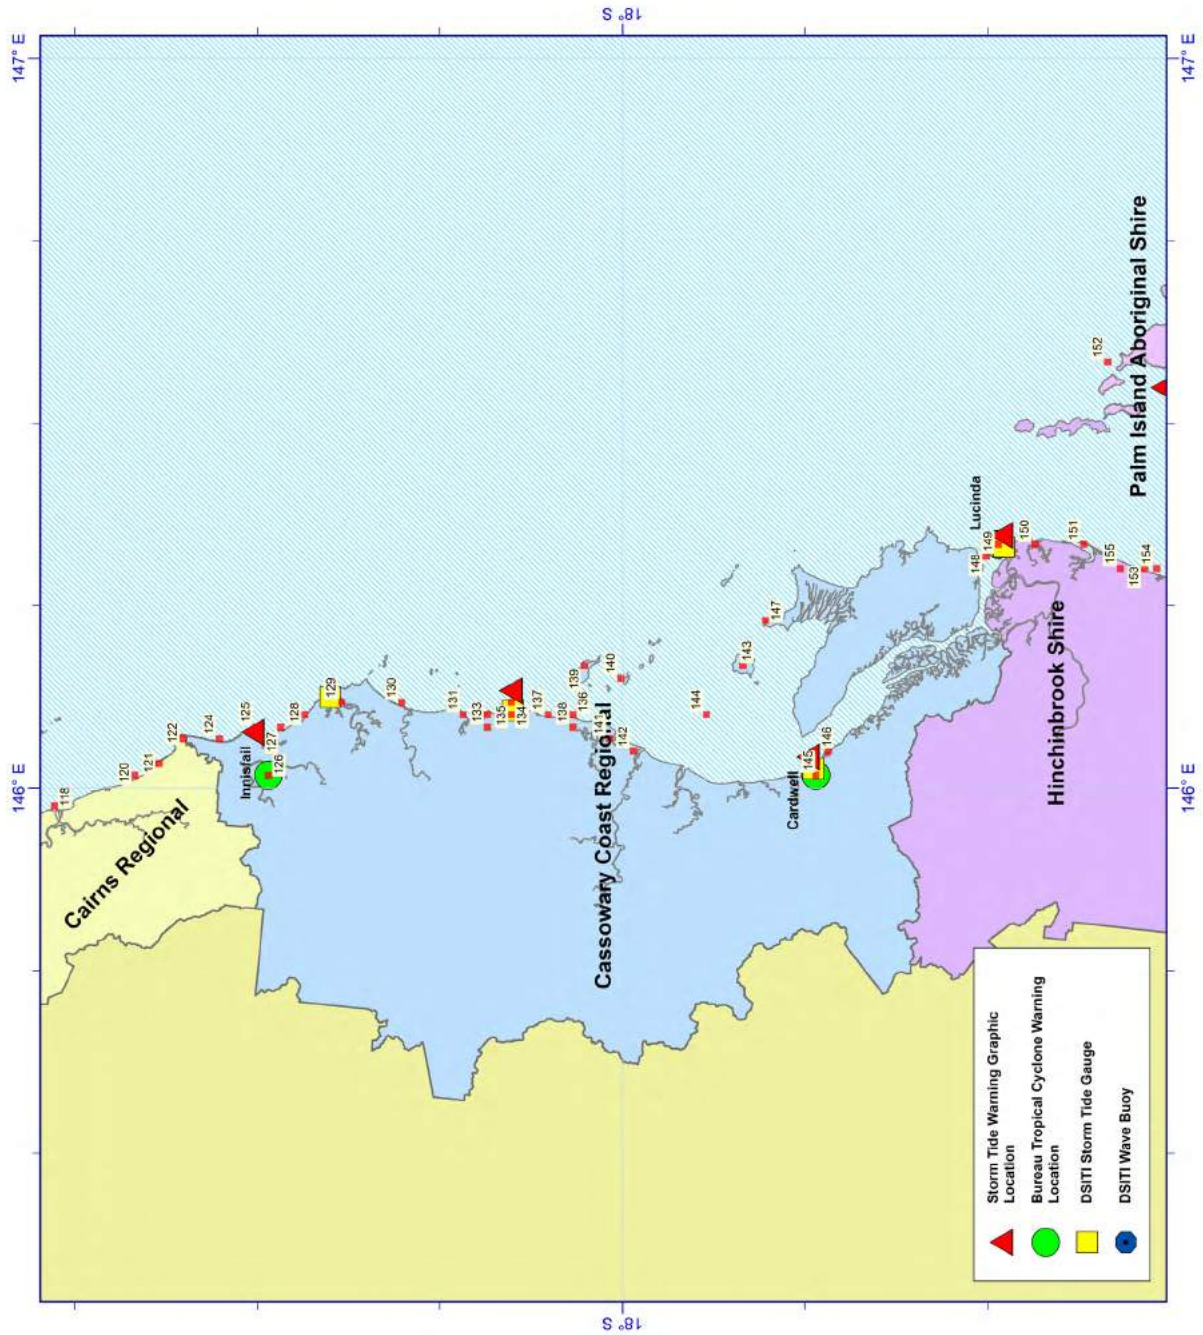 18° S
147° E
147° E
118
120
121
122
124
125
Innisfail
127
126
128
129
130
131
133
135
134
137
138
136
139
140
141
142
143
144
147
Cardwell
145
146
Lucinda
148
149
150
151
152
155
153
154
Cairns Regional
Cassowary Coast Regional
Hinchinbrook Shire
Palm Island Aboriginal Shire
146° E
146° E
Storm Tide Warning Graphic
Location
Bureau Tropical Cyclone Warning
Location
DSITI Storm Tide Gauge
DSITI Wave Buoy
18° S